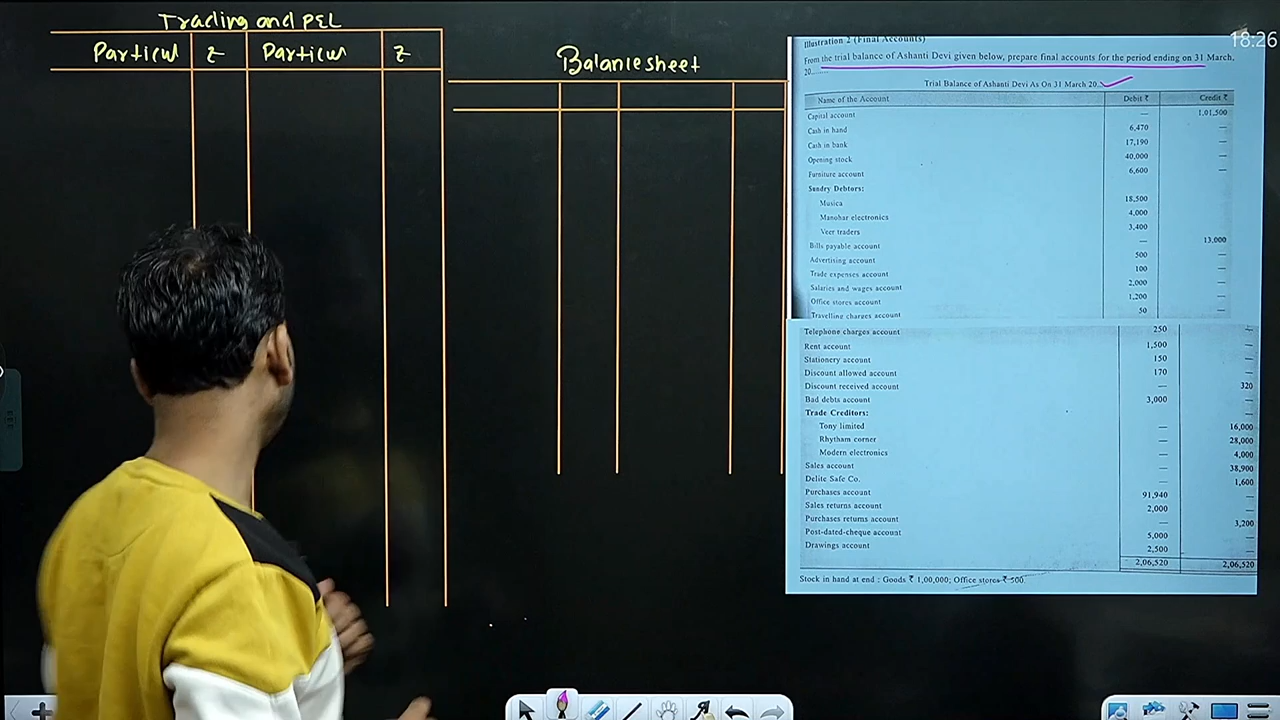 Trading and P&L
Particul ₹ Particus ₹
Balancesheet
18:26
Illustration 2 (Final Accounts)
From the trial balance of Ashanti Devi given below, prepare final accounts for the period ending on 31 March,
20........
Trial Balance of Ashanti Devi As On 31 March 20
Name of the Account Debit ₹ Credit ₹
Capital account — 1,01,500
Cash in hand 6,470 —
Cash in bank 17,190 —
Opening stock 40,000 —
Furniture account 6,600 —
Sundry Debtors:
Musica 18,500 —
Manohar electronics 4,000 —
Veer traders 3,400 —
Bills payable account — 13,000
Advertising account 500 —
Trade expenses account 100 —
Salaries and wages account 2,000 —
Office stores account 1,200 —
Travelling charges account 50 —
Telephone charges account 250 —
Rent account 1,500 —
Stationery account 150 —
Discount allowed account 170 —
Discount received account — 320
Bad debts account 3,000 —
Trade Creditors: —
Tony limited — 16,000
Rhytham corner — 28,000
Modern electronics — 4,000
Sales account — 38,900
Delite Safe Co. — 1,600
Purchases account 91,940 —
Sales returns account 2,000 —
Purchases returns account — 3,200
Post-dated-cheque account 5,000 —
Drawings account 2,500 —
2,06,520 2,06,520
Stock in hand at end : Goods ₹ 1,00,000; Office stores ₹ 500.